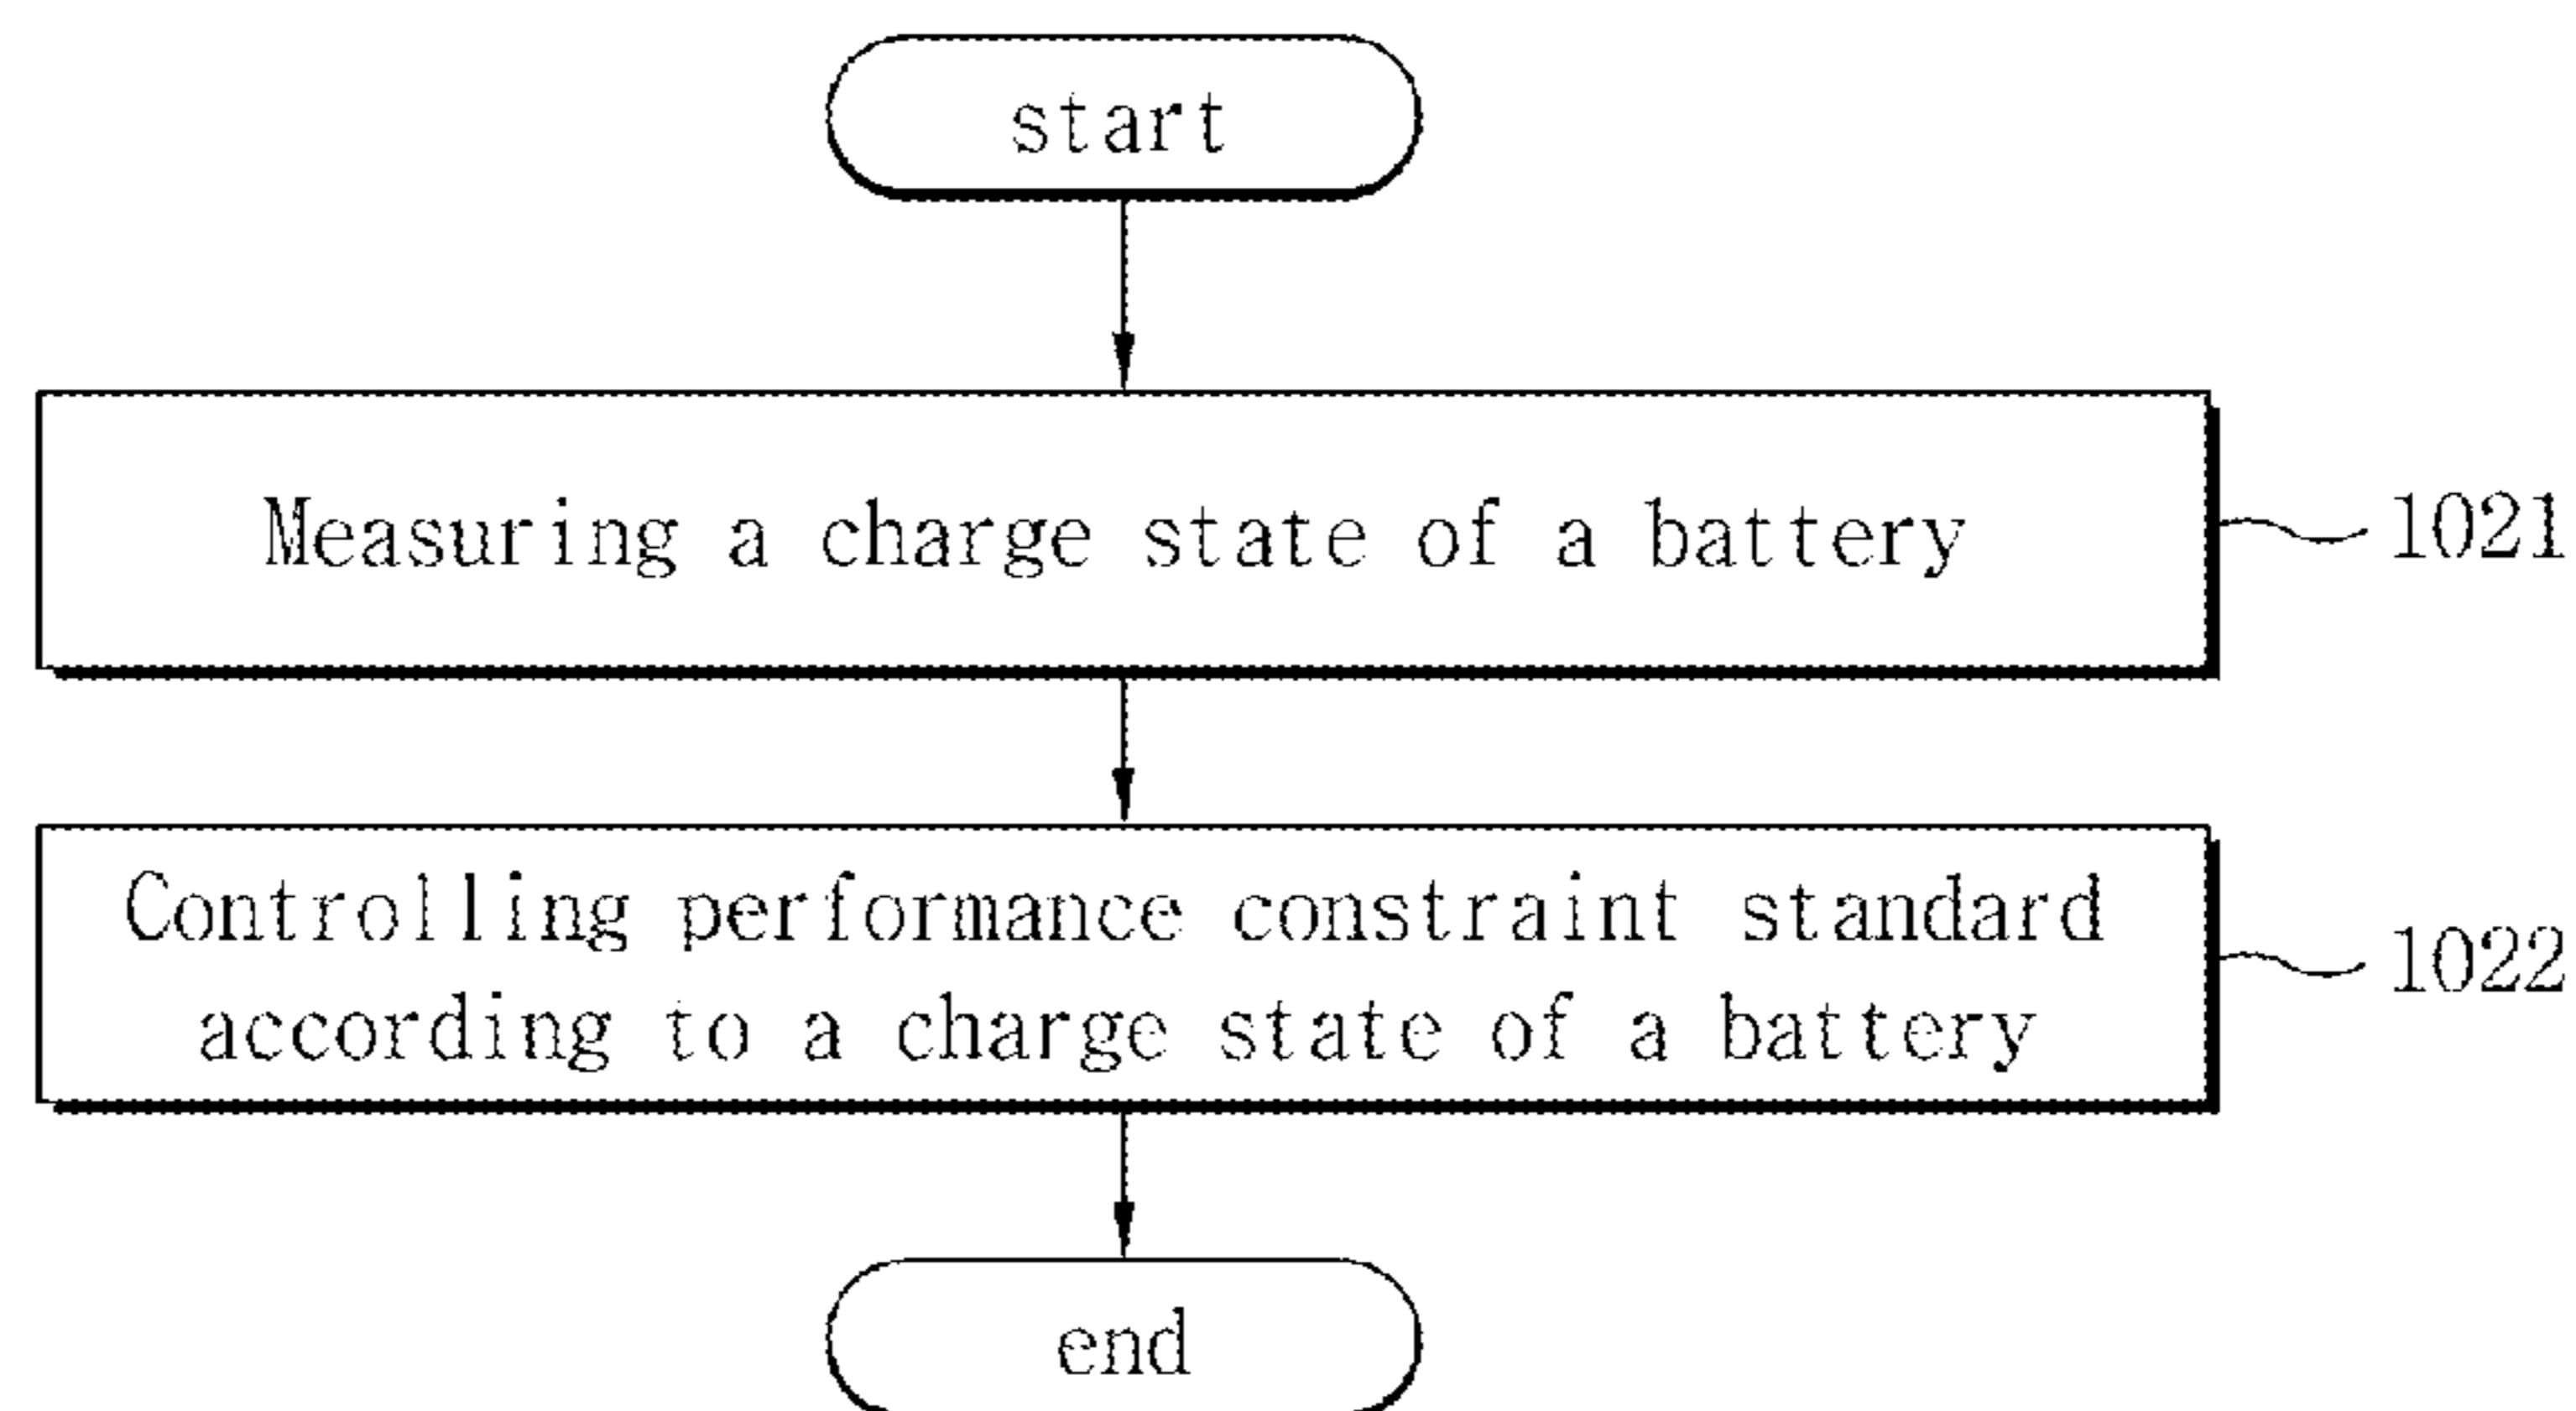 start
Measuring a charge state of a battery
1021
Controlling performance constraint standard
according to a charge state of a battery
1022
end